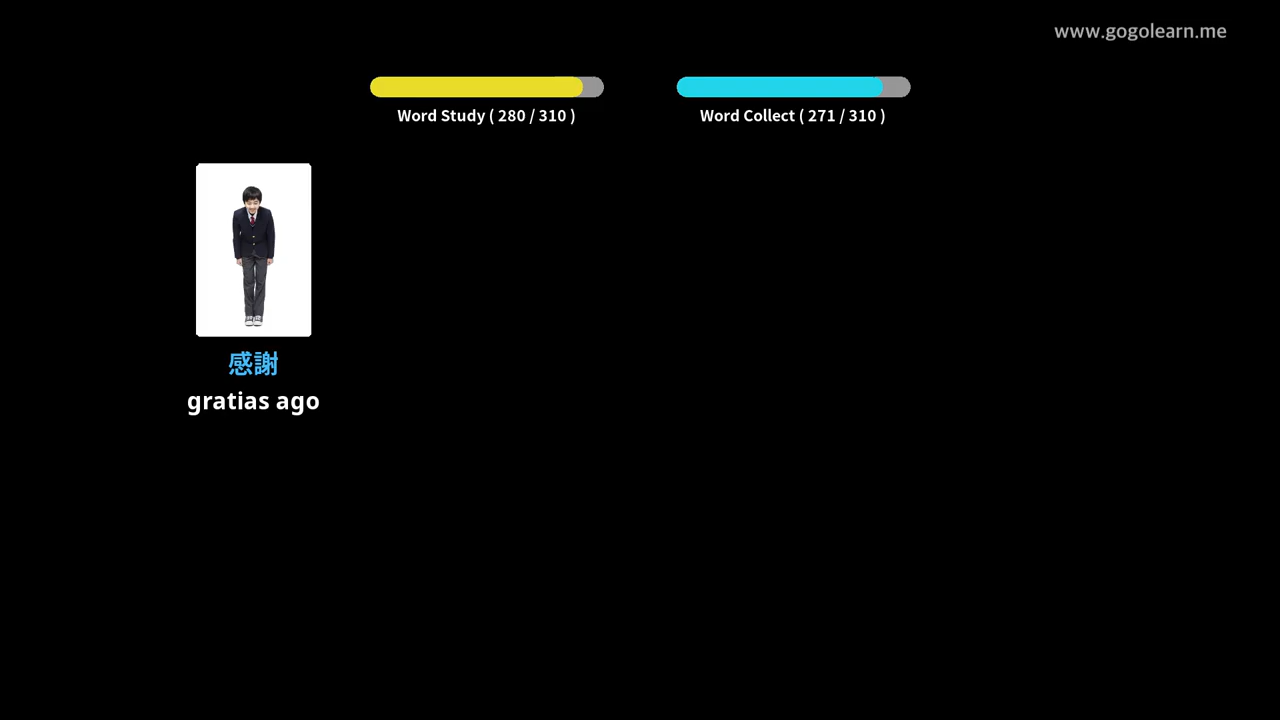 www.gogolearn.me
Word Study ( 280 / 310 )
Word Collect ( 271 / 310 )
感謝
gratias ago